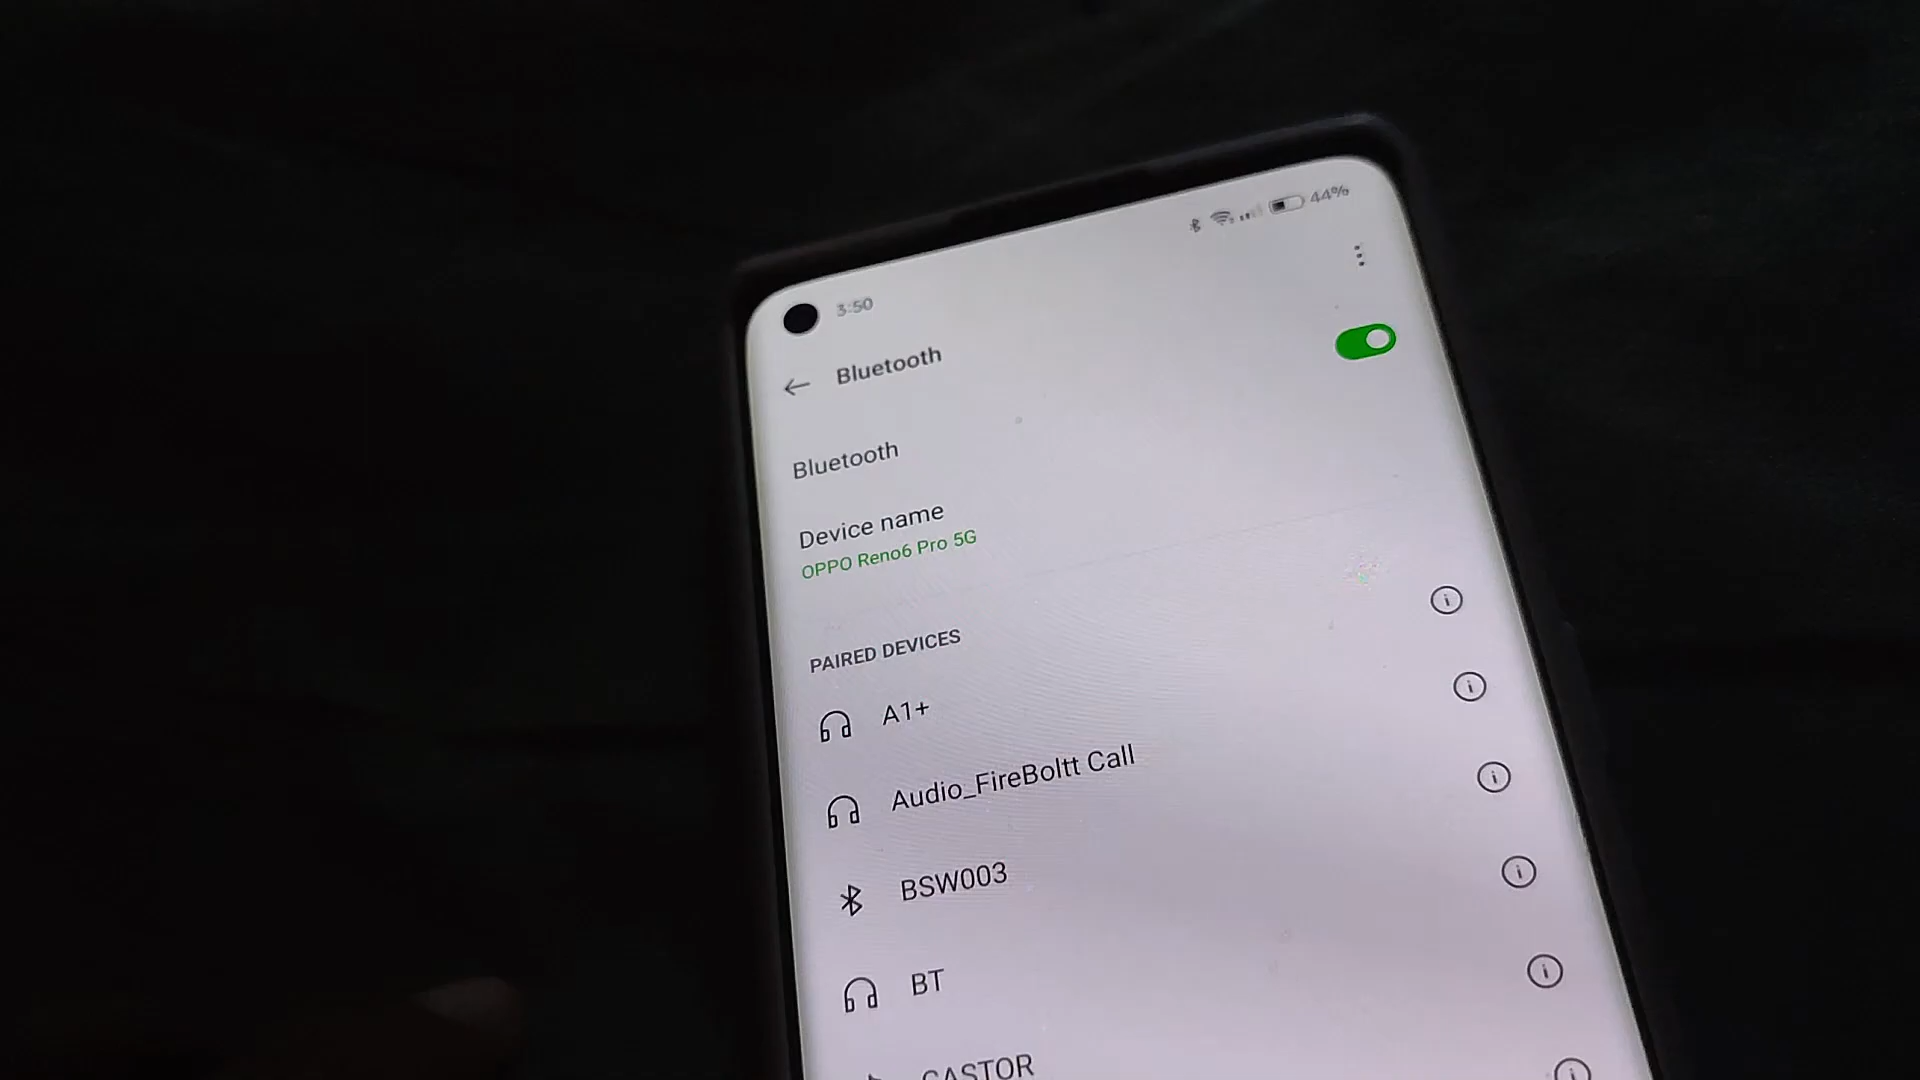 3:50
44%
Bluetooth
Bluetooth
Device name
OPPO Reno6 Pro 5G
PAIRED DEVICES
A1+
Audio_FireBoltt Call
BSW003
BT
CASTOR